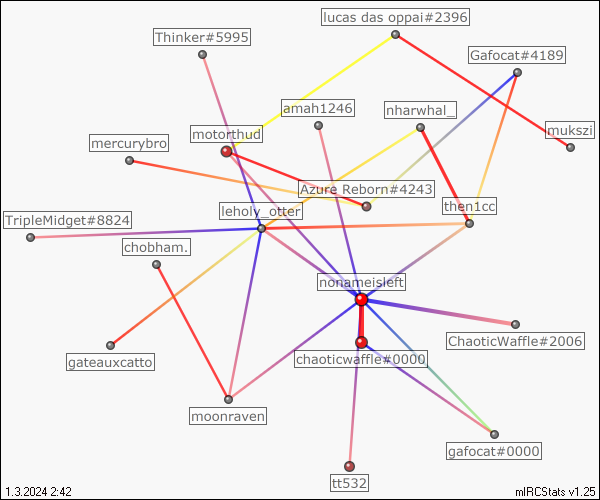 lucas das oppai#2396
Thinker#5995
Gafocat#4189
amah1246
nharwhal_
motorthud
mukszi
mercurybro
Azure Reborn#4243
then1cc
leholy_otter
TripleMidget#8824
chobham.
nonameisleft
ChaoticWaffle#2006
chaoticwaffle#0000
gateauxcatto
moonraven
gafocat#0000
tt532
1.3.2024 2:42
mIRCStats v1.25